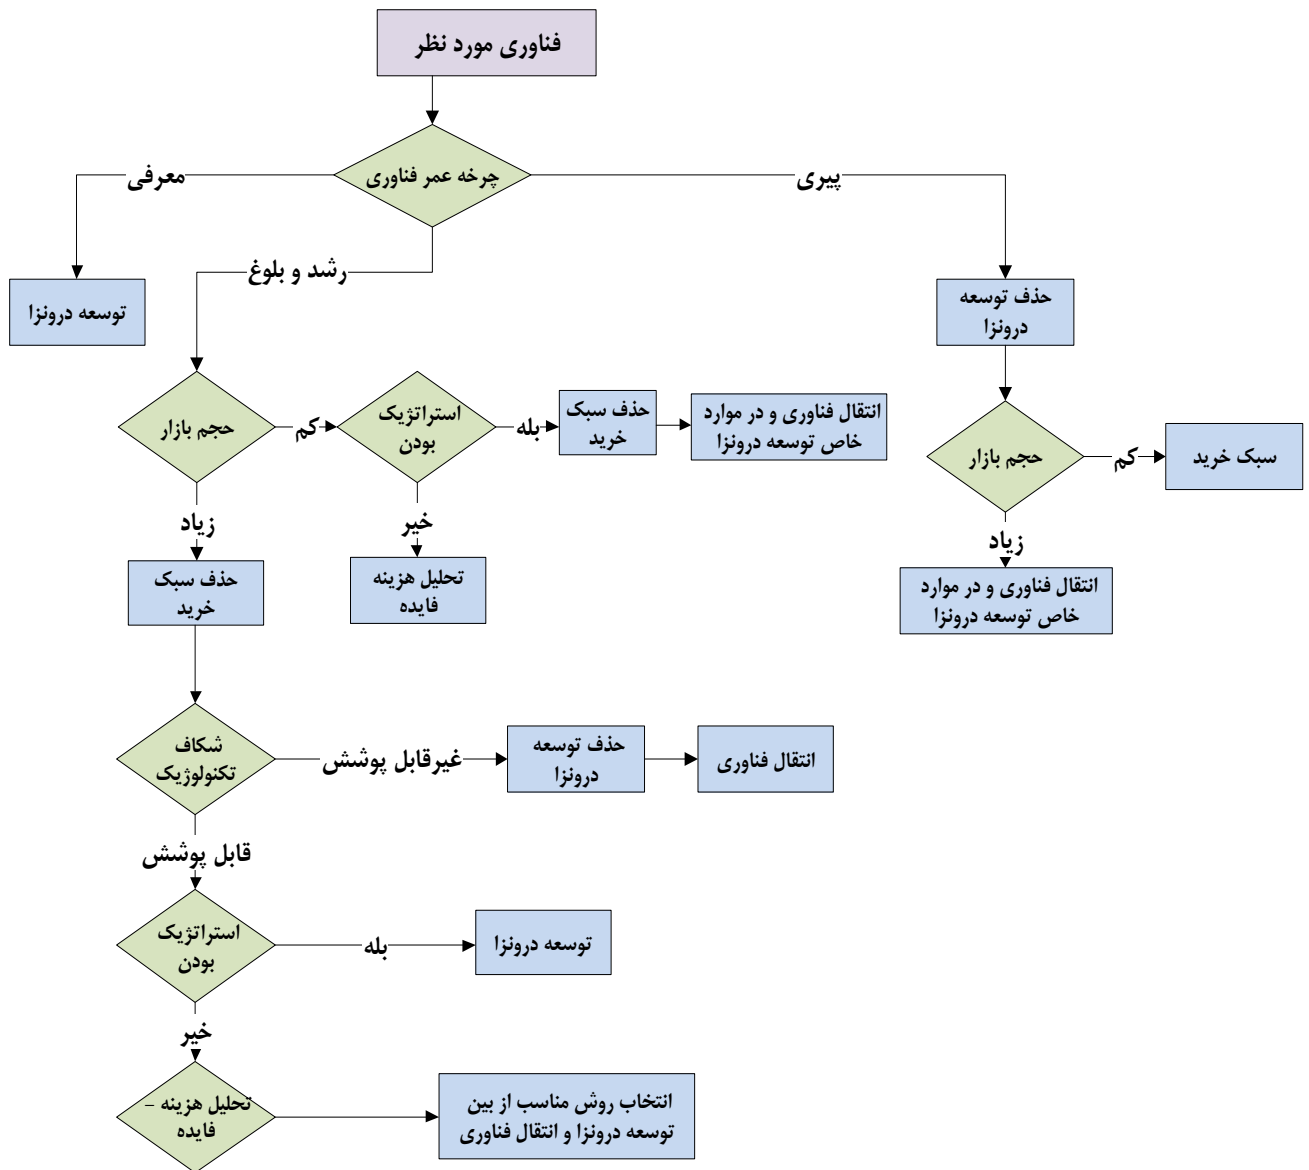 فناوری مورد نظر
چرخه عمر فناوری
معرفی
پیری
رشد و بلوغ
توسعه درونزا
حذف توسعه
درونزا
حجم بازار
کم
استراتژیک
بودن
بله
حذف سبک
خرید
انتقال فناوری و در موارد
خاص توسعه درونزا
حجم بازار
کم
سبک خرید
زیاد
خیر
زیاد
حذف سبک
خرید
تحلیل هزینه
فایده
انتقال فناوری و در موارد
خاص توسعه درونزا
شکاف
تکنولوژیک
غیرقابل پوشش
حذف توسعه
درونزا
انتقال فناوری
قابل پوشش
استراتژیک
بودن
بله
توسعه درونزا
خیر
تحلیل هزینه –
فایده
انتخاب روش مناسب از بین
توسعه درونزا و انتقال فناوری